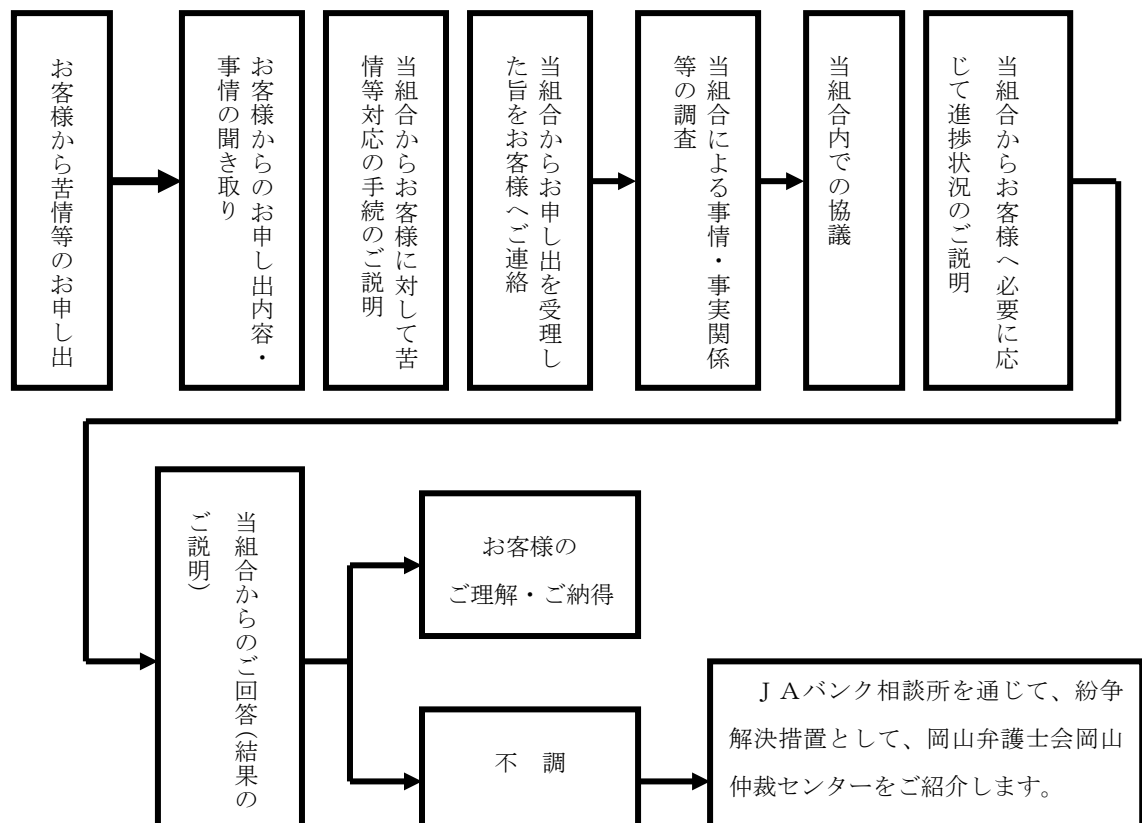 お客様から苦情等のお申し出
お客様からのお申し出内容・
事情の聞き取り
当組合からお客様に対して苦
情等対応の手続のご説明
当組合からお申し出を受理し
た旨をお客様へご連絡
当組合による事情・事実関係
等の調査
当組合内での協議
当組合からお客様へ必要に応
じて進捗状況のご説明
当組合からのご回答(結果の
ご説明)
お客様の
ご理解・ご納得
不 調
ＪＡバンク相談所を通じて、紛争
解決措置として、岡山弁護士会岡山
仲裁センターをご紹介します。